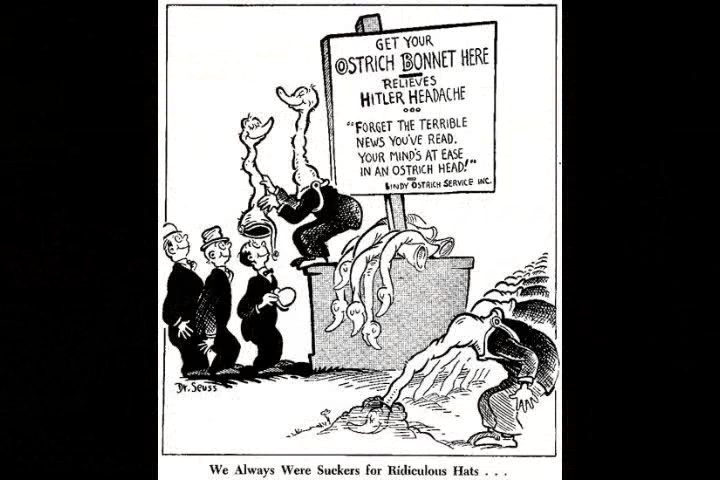 GET YOUR
OSTRICH BONNET HERE
RELIEVES
HITLER HEADACHE
"FORGET THE TERRIBLE
NEWS YOU'VE READ.
YOUR MIND'S AT EASE
IN AN OSTRICH HEAD!"
LINDY OSTRICH SERVICE INC.
Dr. Seuss
We Always Were Suckers for Ridiculous Hats . . .